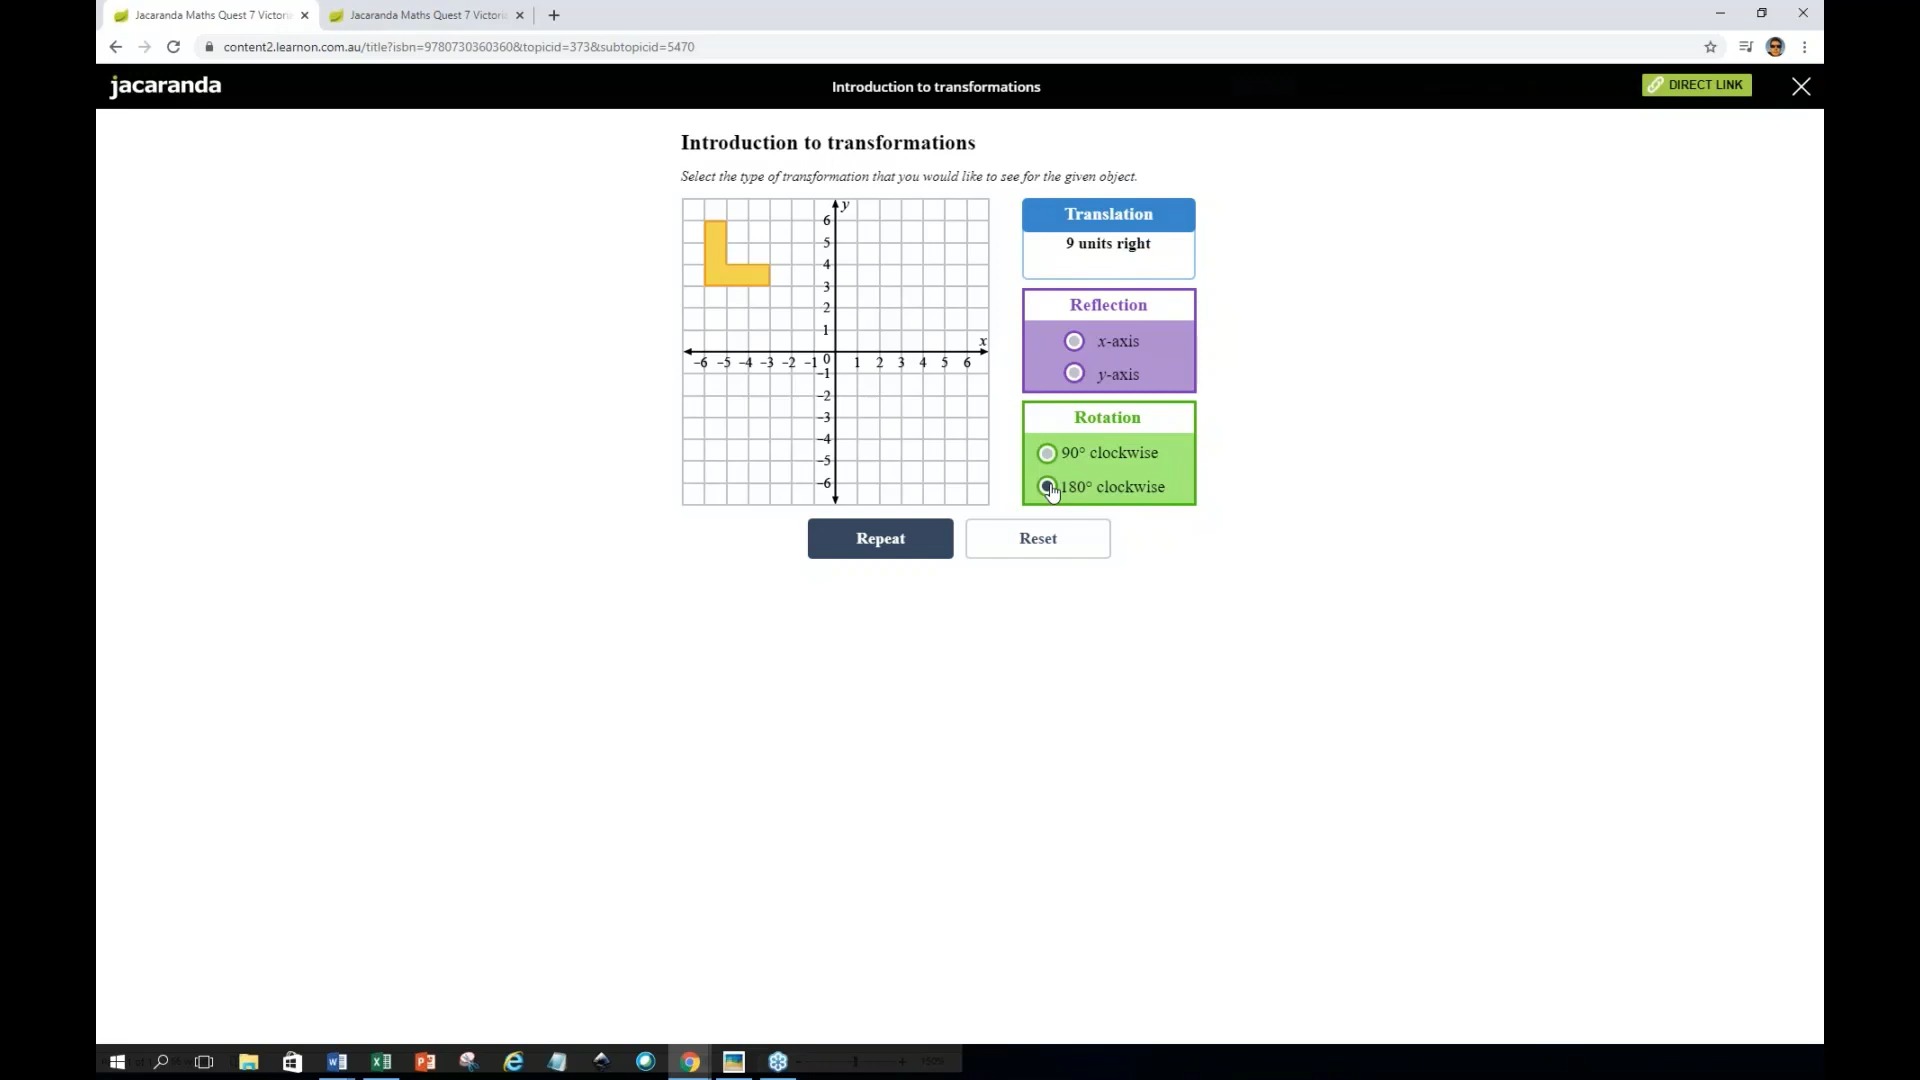 Jacaranda Maths Quest 7 Victori
Jacaranda Maths Quest 7 Victori
content2.learnon.com.au/title?isbn=9780730360360&topicid=373&subtopicid=5470
jacaranda
Introduction to transformations
DIRECT LINK
Introduction to transformations
Select the type of transformation that you would like to see for the given object.
y
6
5
4
3
2
1
x
−6 −5 −4 −3 −2 −1 0 1 2 3 4 5 6
−1
−2
−3
−4
−5
−6
Translation
9 units right
Reflection
x-axis
y-axis
Rotation
90° clockwise
180° clockwise
Repeat
Reset